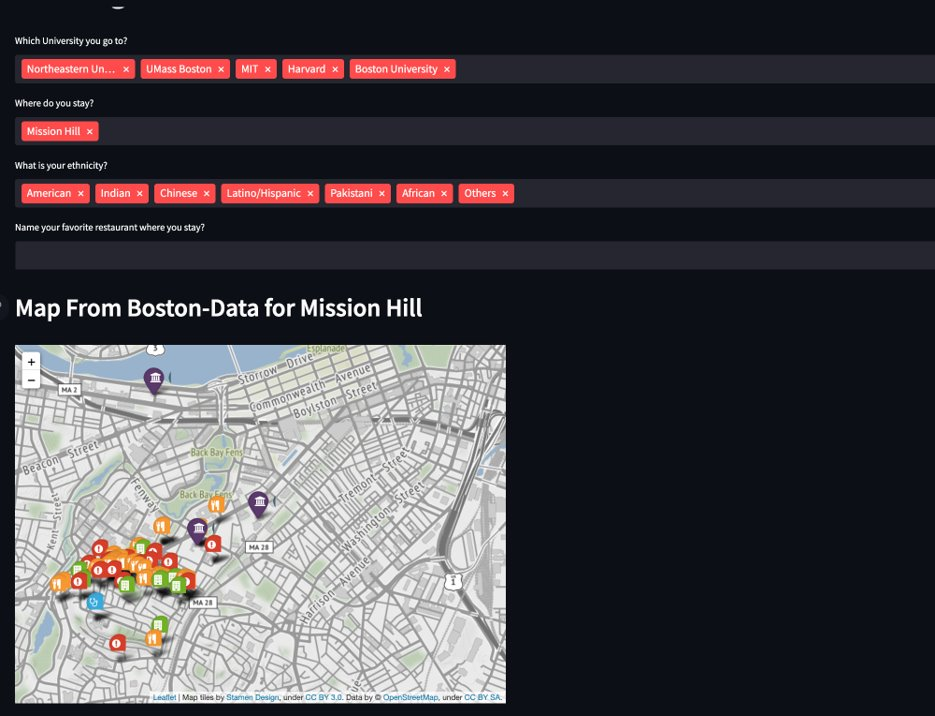 Which University you go to?
Northeastern Un... × UMass Boston × MIT × Harvard × Boston University ×
Where do you stay?
Mission Hill ×
What is your ethnicity?
American × Indian × Chinese × Latino/Hispanic × Pakistani × African × Others ×
Name your favorite restaurant where you stay?
Map From Boston-Data for Mission Hill
+
−
3
Esplanade
Storrow Drive
MA 2
Commonwealth Avenue
Boylston Street
Beacon Street
Back Bay Fens
Kent Street
Fenway
Back Bay Fens
Tremont Street
Washington Street
MA 28
Harrison Avenue
1
MA 28
Leaflet | Map tiles by Stamen Design, under CC BY 3.0. Data by © OpenStreetMap, under CC BY SA.